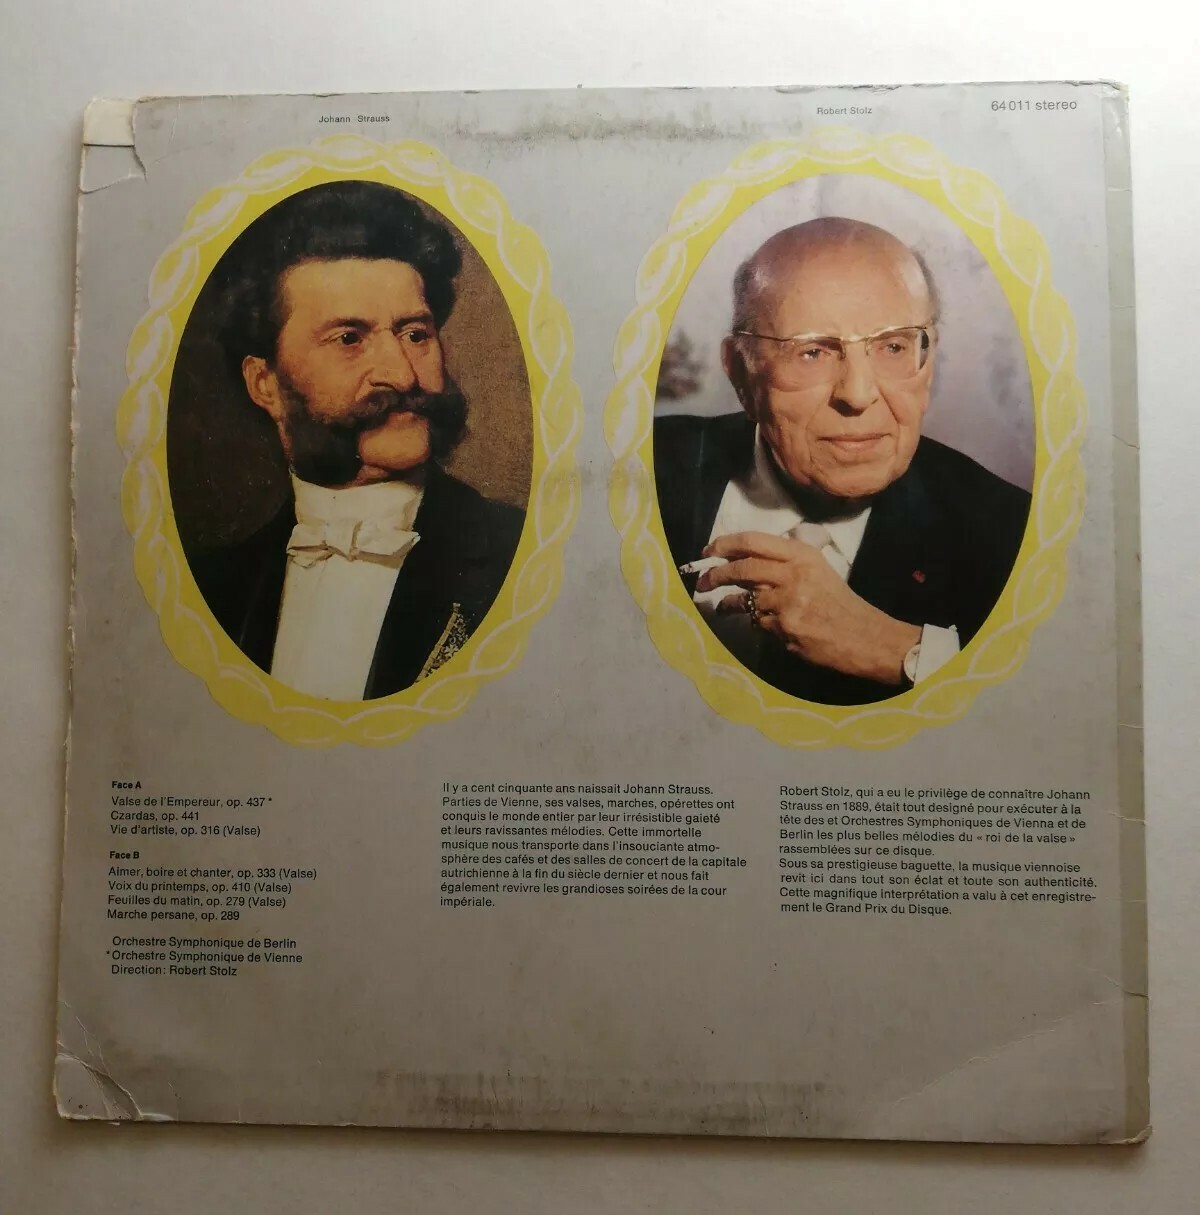 Johann Strauss
Robert Stolz
64 011 stereo
Face A
Valse de l'Empereur, op. 437 *
Czardas, op. 441
Vie d'artiste, op. 316 (Valse)
Face B
Aimer, boire et chanter, op. 333 (Valse)
Voix du printemps, op. 410 (Valse)
Feuilles du matin, op. 279 (Valse)
Marche persane, op. 289
Orchestre Symphonique de Berlin
*Orchestre Symphonique de Vienne
Direction: Robert Stolz
Il y a cent cinquante ans naissait Johann Strauss.
Parties de Vienne, ses valses, marches, opérettes ont
conquis le monde entier par leur irrésistible gaieté
et leurs ravissantes mélodies. Cette immortelle
musique nous transporte dans l'insouciante atmo-
sphère des cafés et des salles de concert de la capitale
autrichienne à la fin du siècle dernier et nous fait
également revivre les grandioses soirées de la cour
impériale.
Robert Stolz, qui a eu le privilège de connaître Johann
Strauss en 1889, était tout designé pour exécuter à la
tête des et Orchestres Symphoniques de Vienna et de
Berlin les plus belles mélodies du « roi de la valse »
rassemblées sur ce disque.
Sous sa prestigieuse baguette, la musique viennoise
revit ici dans tout son éclat et toute son authenticité.
Cette magnifique interprétation a valu à cet enregistre-
ment le Grand Prix du Disque.